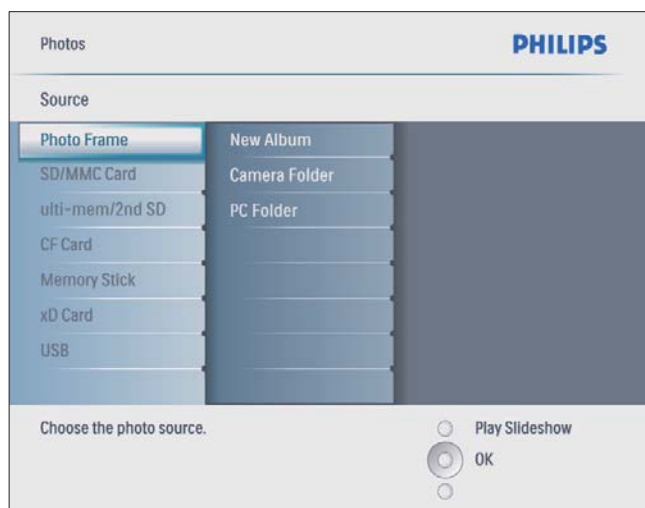 Photos
PHILIPS
Source
Photo Frame
New Album
SD/MMC Card
Camera Folder
ulti-mem/2nd SD
PC Folder
CF Card
Memory Stick
xD Card
USB
Choose the photo source.
Play Slideshow
OK